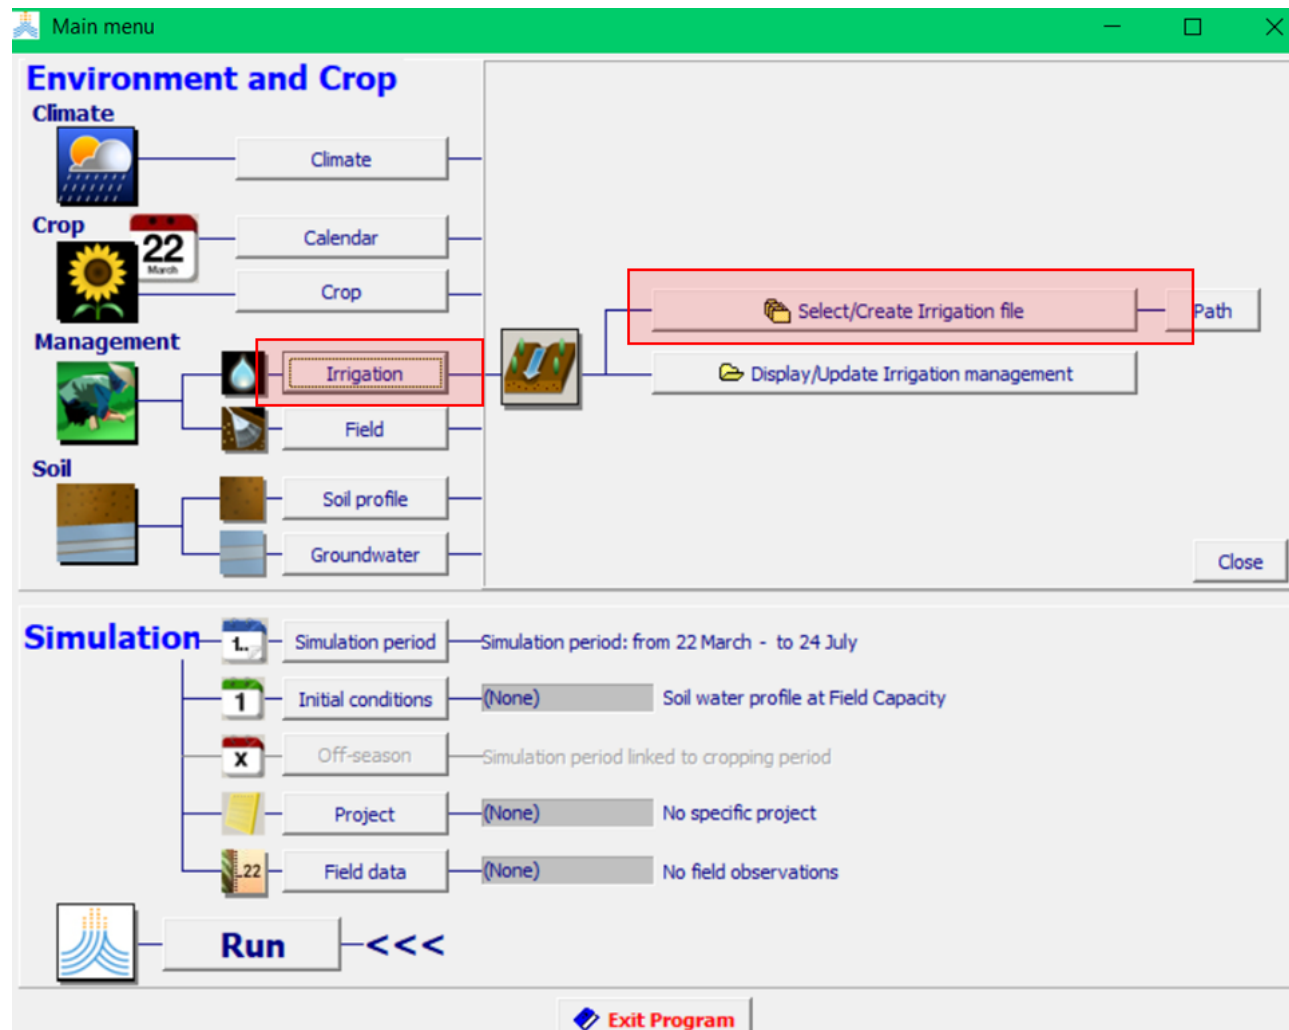 Main menu
Environment and Crop
Climate
Climate
Crop
22
March
Calendar
Crop
Select/Create Irrigation file
Path
Management
Irrigation
Display/Update Irrigation management
Field
Soil
Soil profile
Groundwater
Close
Simulation
1..
Simulation period
Simulation period: from 22 March - to 24 July
1
Initial conditions
(None)
Soil water profile at Field Capacity
X
Off-season
Simulation period linked to cropping period
Project
(None)
No specific project
..22
Field data
(None)
No field observations
Run
<<<
Exit Program